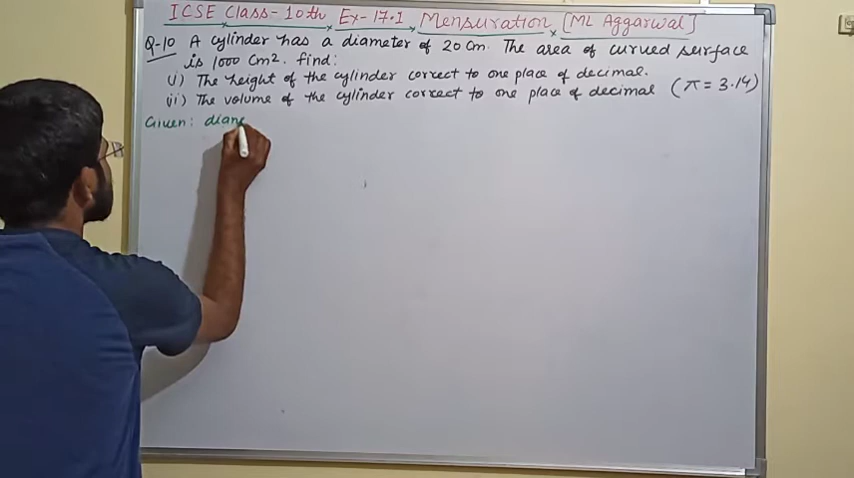 ICSE Class-10th Ex-17.1 Mensuration [ML Aggarwal]
Q-10 A cylinder has a diameter of 20 cm. The area of curved surface
is 1000 cm2. find:
(i) The height of the cylinder correct to one place of decimal.
(ii) The volume of the cylinder correct to one place of decimal (π = 3.14)
Given: diame